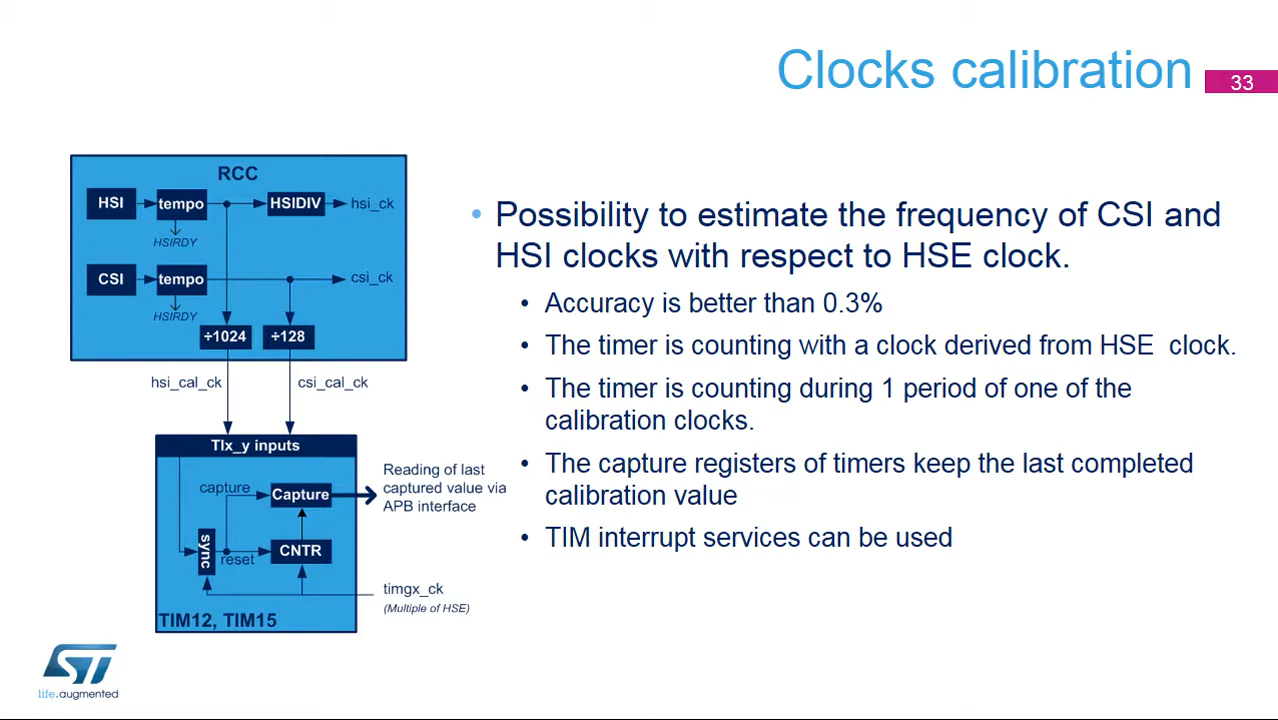 Clocks calibration
33
RCC
HSI
tempo
HSIDIV
hsi_ck
HSIRDY
CSI
tempo
csi_ck
HSIRDY
÷1024
÷128
hsi_cal_ck
csi_cal_ck
TIx_y inputs
capture
Capture
Reading of last
captured value via
APB interface
sync
reset
CNTR
timgx_ck
(Multiple of HSE)
TIM12, TIM15
• Possibility to estimate the frequency of CSI and
HSI clocks with respect to HSE clock.
• Accuracy is better than 0.3%
• The timer is counting with a clock derived from HSE clock.
• The timer is counting during 1 period of one of the
calibration clocks.
• The capture registers of timers keep the last completed
calibration value
• TIM interrupt services can be used
ST
life.augmented